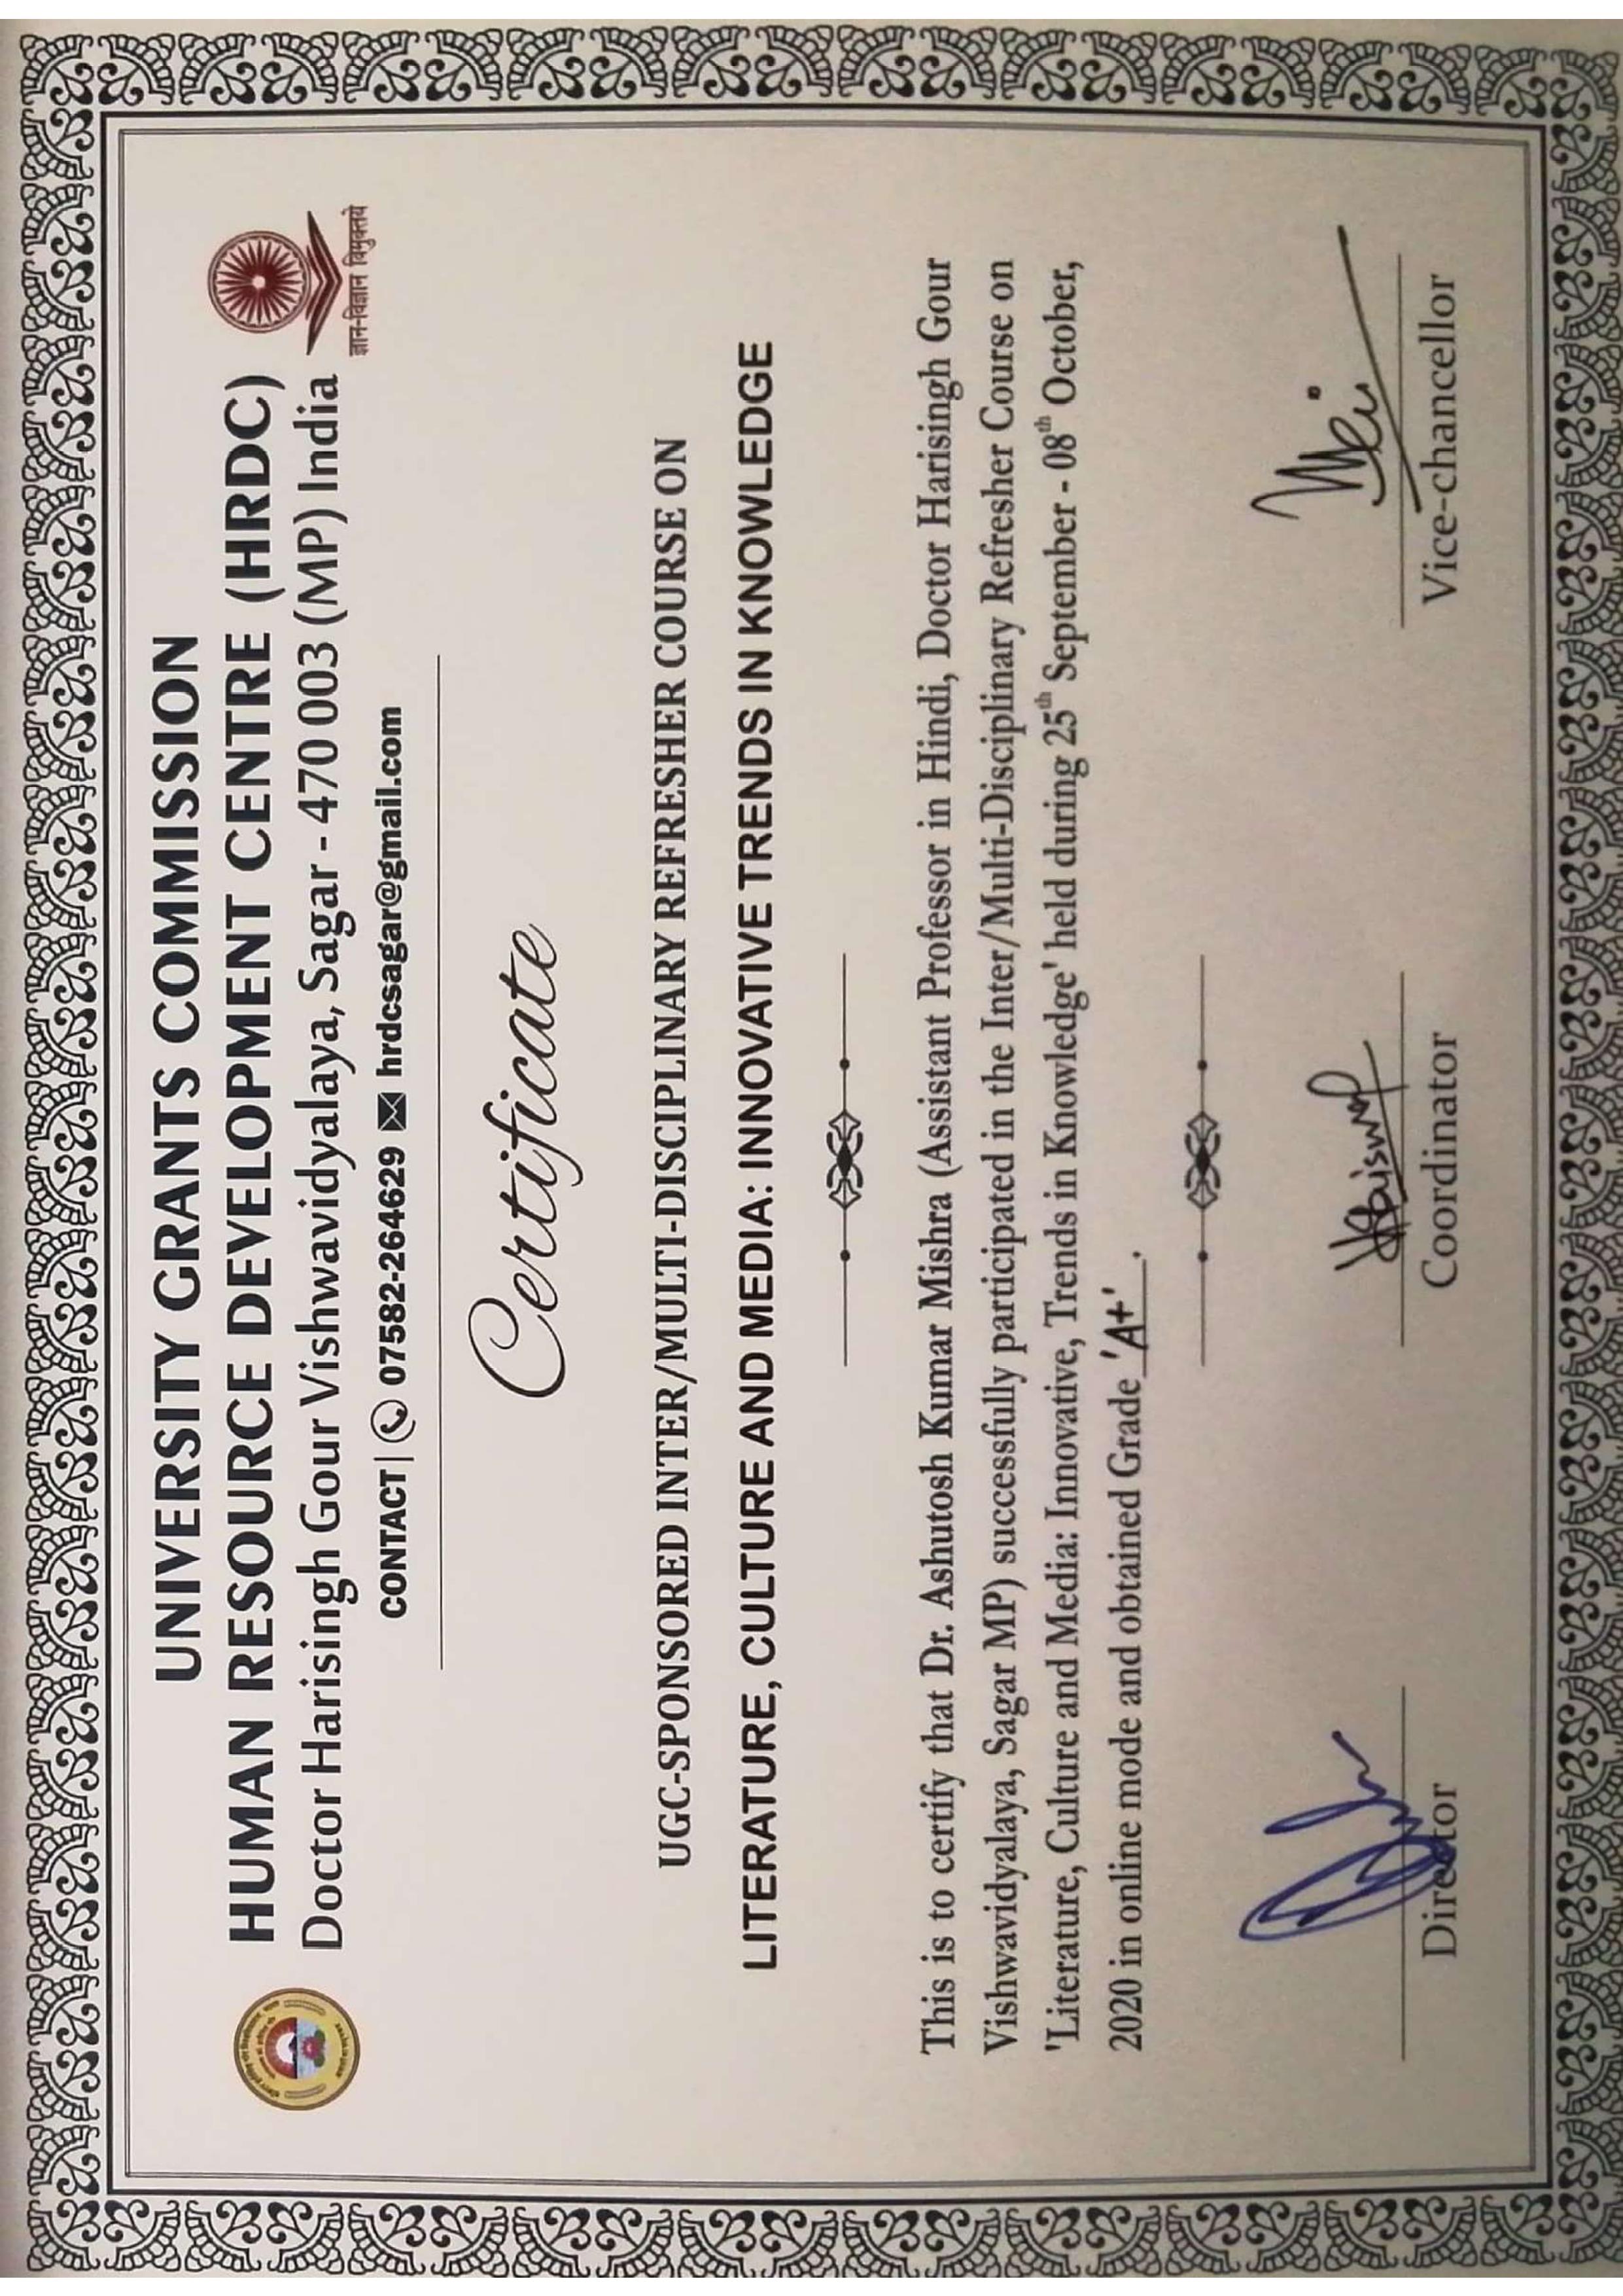 UNIVERSITY GRANTS COMMISSION
HUMAN RESOURCE DEVELOPMENT CENTRE (HRDC)
Doctor Harisingh Gour Vishwavidyalaya, Sagar - 470 003 (MP) India
ज्ञान-विज्ञान विमुक्तये
CONTACT | 07582-264629 hrdcsagar@gmail.com
Certificate
UGC-SPONSORED INTER/MULTI-DISCIPLINARY REFRESHER COURSE ON
LITERATURE, CULTURE AND MEDIA: INNOVATIVE TRENDS IN KNOWLEDGE
This is to certify that Dr. Ashutosh Kumar Mishra (Assistant Professor in Hindi, Doctor Harisingh Gour
Vishwavidyalaya, Sagar MP) successfully participated in the Inter/Multi-Disciplinary Refresher Course on
'Literature, Culture and Media: Innovative, Trends in Knowledge' held during 25th September - 08th October,
2020 in online mode and obtained Grade 'A+'.
Director
Coordinator
Vice-chancellor